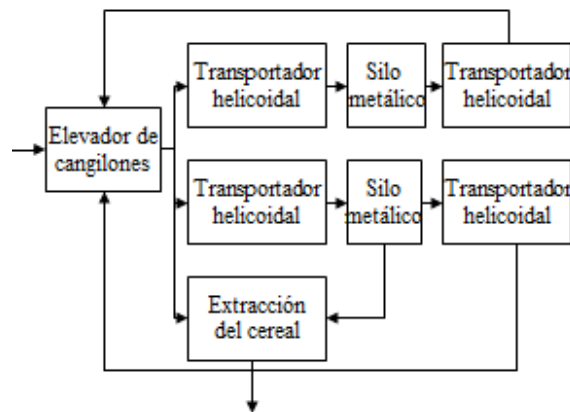 Transportador
helicoidal
Silo
metálico
Transportador
helicoidal
Elevador de
cangilones
Transportador
helicoidal
Silo
metálico
Transportador
helicoidal
Extracción
del cereal